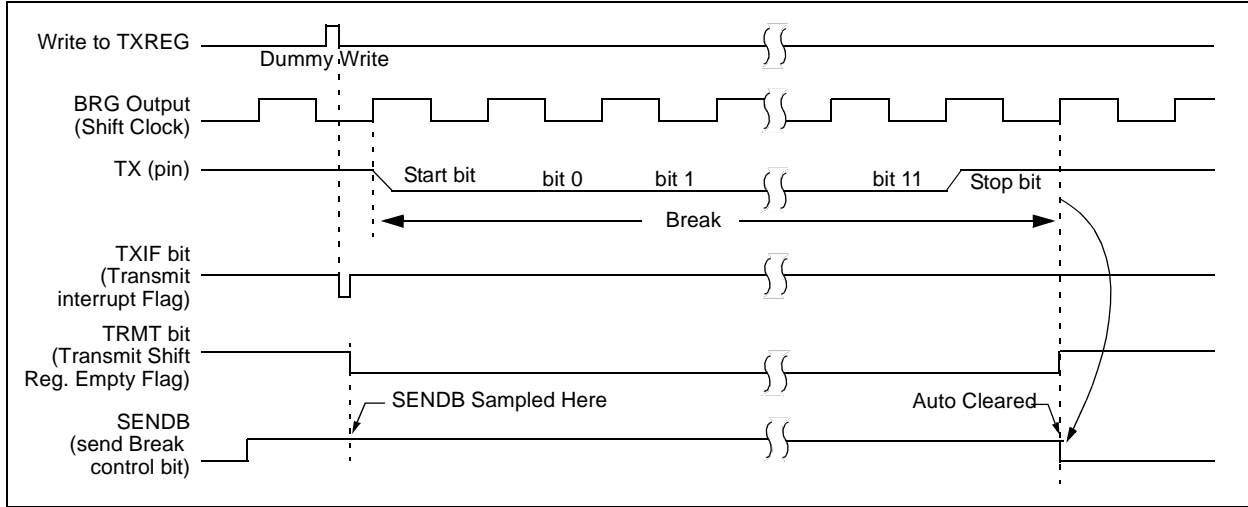 Write to TXREG
Dummy Write
BRG Output
(Shift Clock)
TX (pin)
Start bit
bit 0
bit 1
bit 11
Stop bit
Break
TXIF bit
(Transmit
interrupt Flag)
TRMT bit
(Transmit Shift
Reg. Empty Flag)
SENDB Sampled Here
Auto Cleared
SENDB
(send Break
control bit)